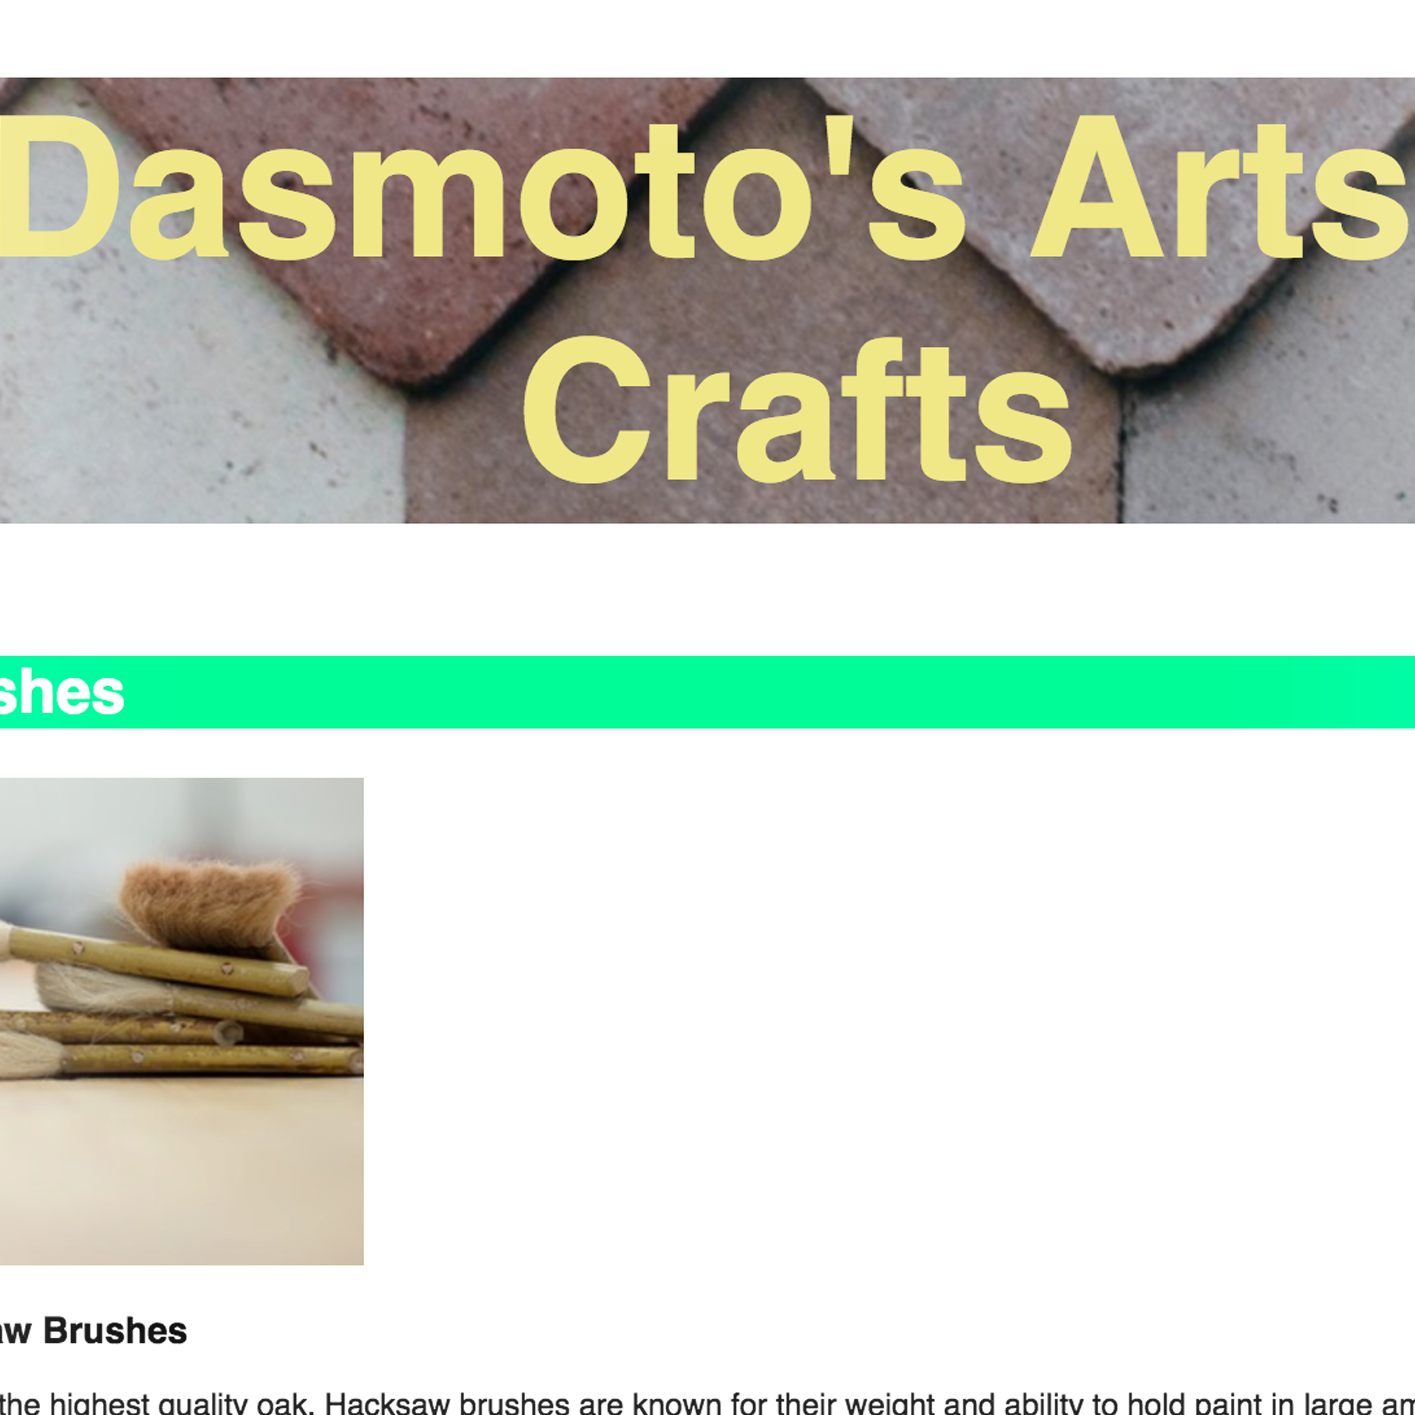 Dasmoto's Arts
Crafts
shes
aw Brushes
the highest quality oak. Hacksaw brushes are known for their weight and ability to hold paint in large am